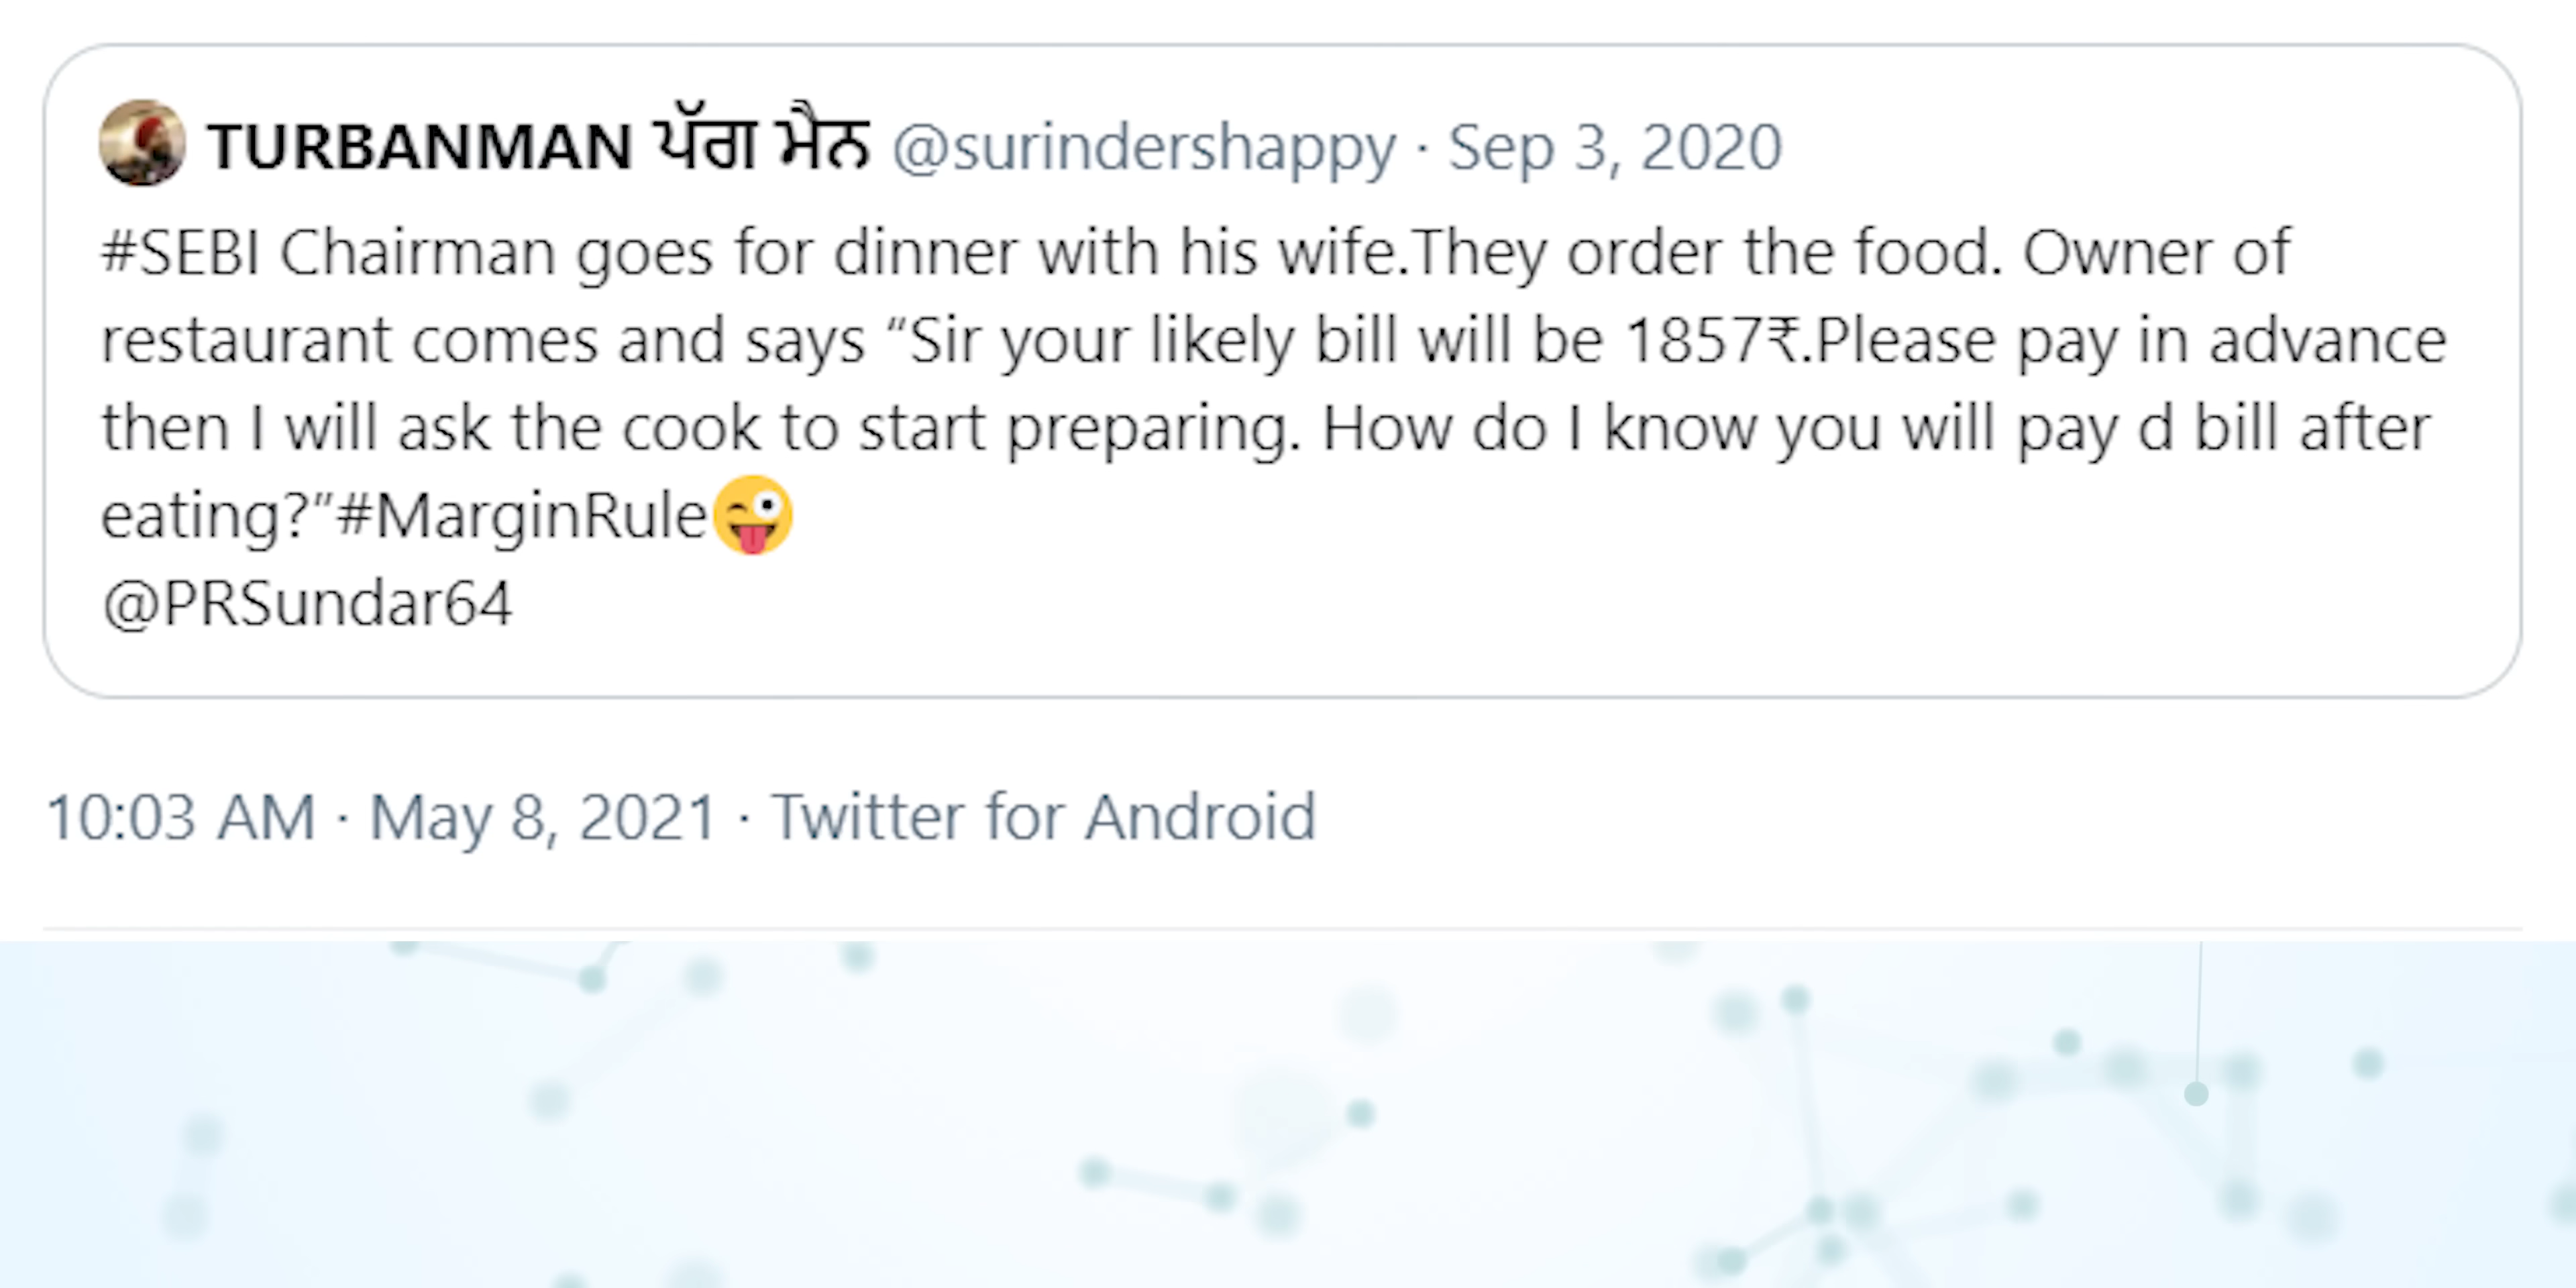 TURBANMAN ਪੱਗ ਮੈਨ @surindershappy · Sep 3, 2020
#SEBI Chairman goes for dinner with his wife.They order the food. Owner of
restaurant comes and says “Sir your likely bill will be 1857₹.Please pay in advance
then I will ask the cook to start preparing. How do I know you will pay d bill after
eating?”#MarginRule😜
@PRSundar64
10:03 AM · May 8, 2021 · Twitter for Android